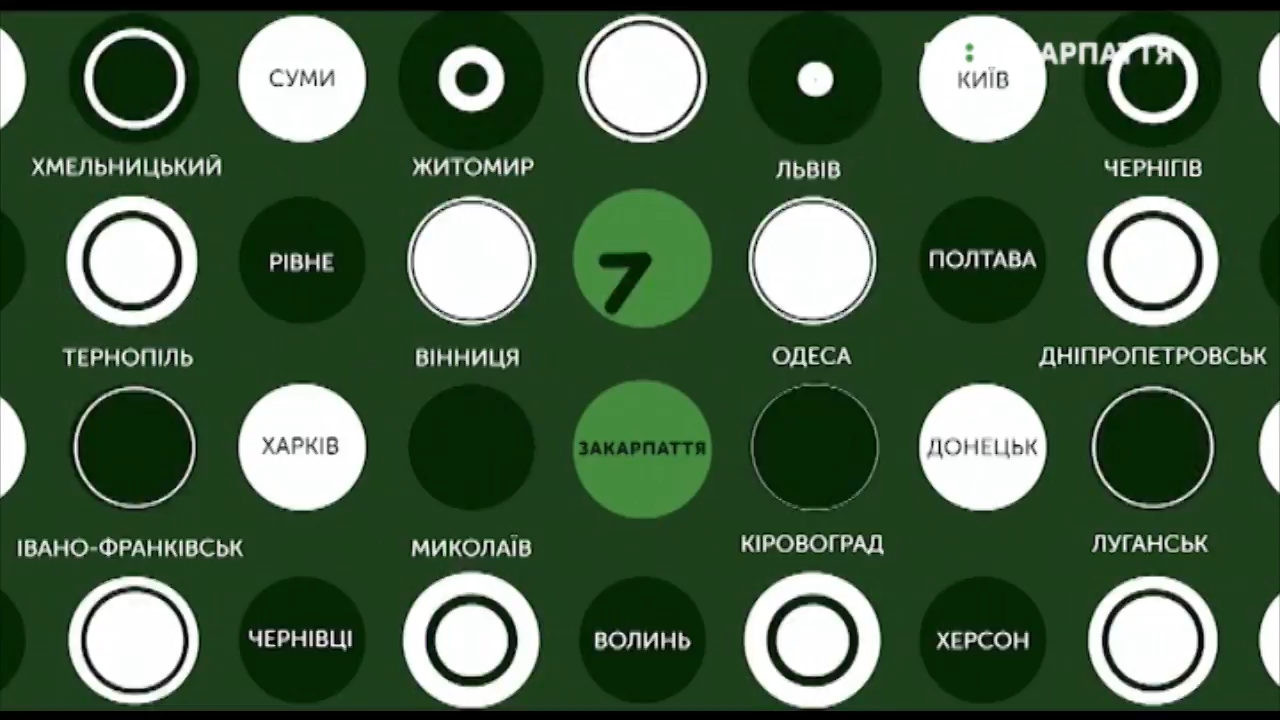 СУМИ
КИЇВ
ХМЕЛЬНИЦЬКИЙ
ЖИТОМИР
ЛЬВІВ
ЧЕРНІГІВ
РІВНЕ
ПОЛТАВА
ТЕРНОПІЛЬ
ВІННИЦЯ
ОДЕСА
ДНІПРОПЕТРОВСЬК
ХАРКІВ
ЗАКАРПАТТЯ
ДОНЕЦЬК
ІВАНО-ФРАНКІВСЬК
МИКОЛАЇВ
КІРОВОГРАД
ЛУГАНСЬК
ЧЕРНІВЦІ
ВОЛИНЬ
ХЕРСОН